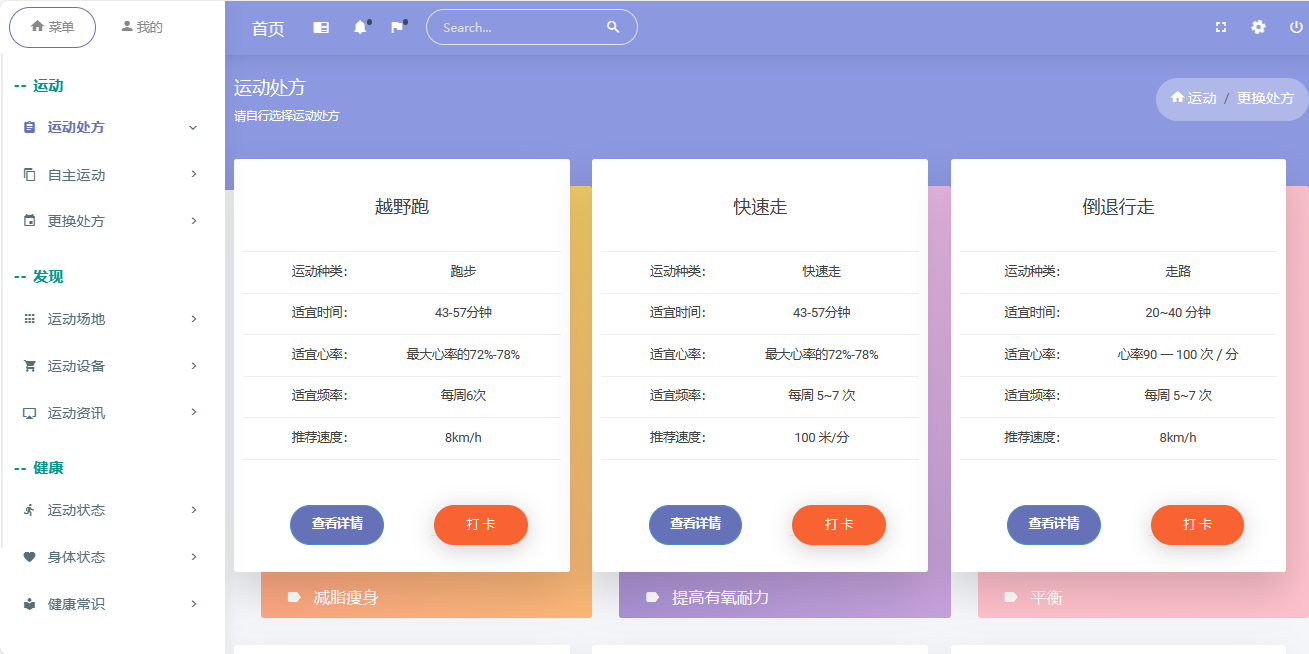 菜单 我的
首页 Search...
-- 运动
运动处方
自主运动
更换处方
-- 发现
运动场地
运动设备
运动资讯
-- 健康
运动状态
身体状态
健康常识
运动处方
请自行选择运动处方
运动 / 更换处方
越野跑
运动种类: 跑步
适宜时间: 43-57分钟
适宜心率: 最大心率的72%-78%
适宜频率: 每周6次
推荐速度: 8km/h
查看详情 打卡
减脂瘦身
快速走
运动种类: 快速走
适宜时间: 43-57分钟
适宜心率: 最大心率的72%-78%
适宜频率: 每周 5~7 次
推荐速度: 100 米/分
查看详情 打卡
提高有氧耐力
倒退行走
运动种类: 走路
适宜时间: 20~40 分钟
适宜心率: 心率90 一 100 次 / 分
适宜频率: 每周 5~7 次
推荐速度: 8km/h
查看详情 打卡
平衡